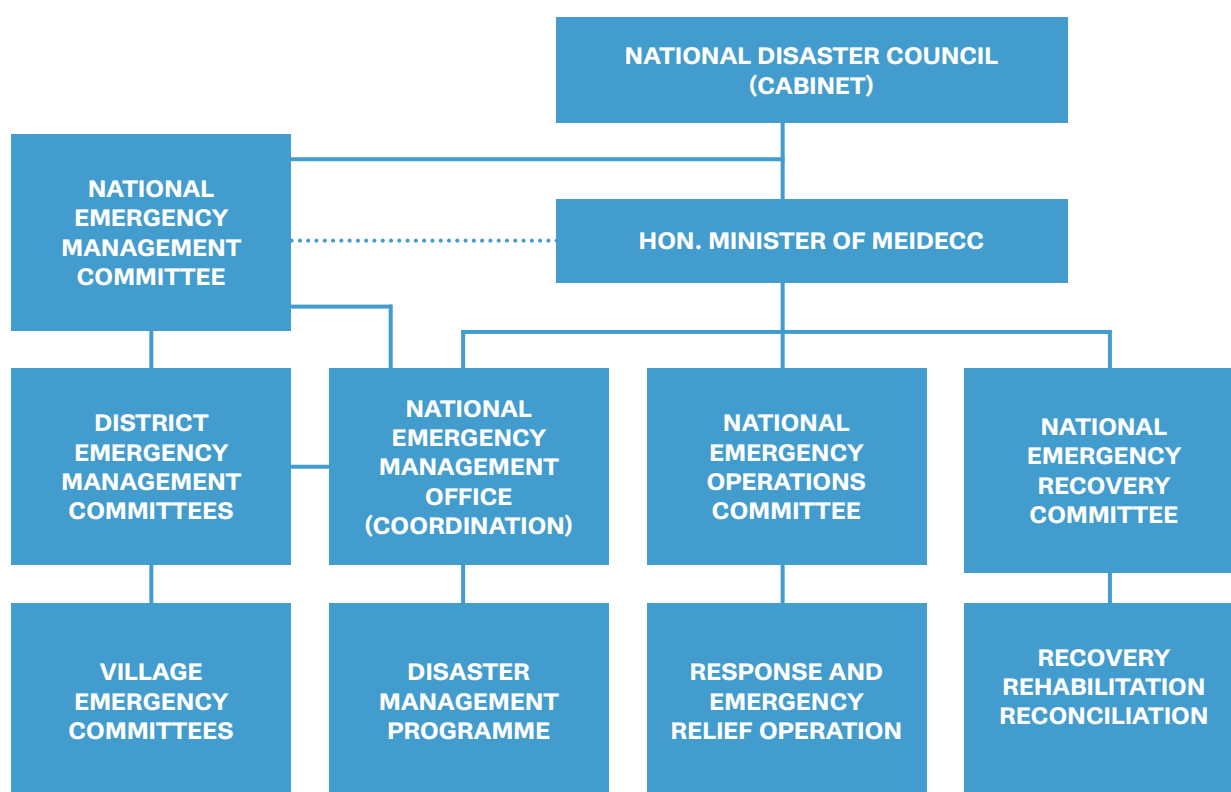 NATIONAL DISASTER COUNCIL
(CABINET)
NATIONAL
EMERGENCY
MANAGEMENT
COMMITTEE
HON. MINISTER OF MEIDECC
DISTRICT
EMERGENCY
MANAGEMENT
COMMITTEES
NATIONAL
EMERGENCY
MANAGEMENT
OFFICE
(COORDINATION)
NATIONAL
EMERGENCY
OPERATIONS
COMMITTEE
NATIONAL
EMERGENCY
RECOVERY
COMMITTEE
VILLAGE
EMERGENCY
COMMITTEES
DISASTER
MANAGEMENT
PROGRAMME
RESPONSE AND
EMERGENCY
RELIEF OPERATION
RECOVERY
REHABILITATION
RECONCILIATION